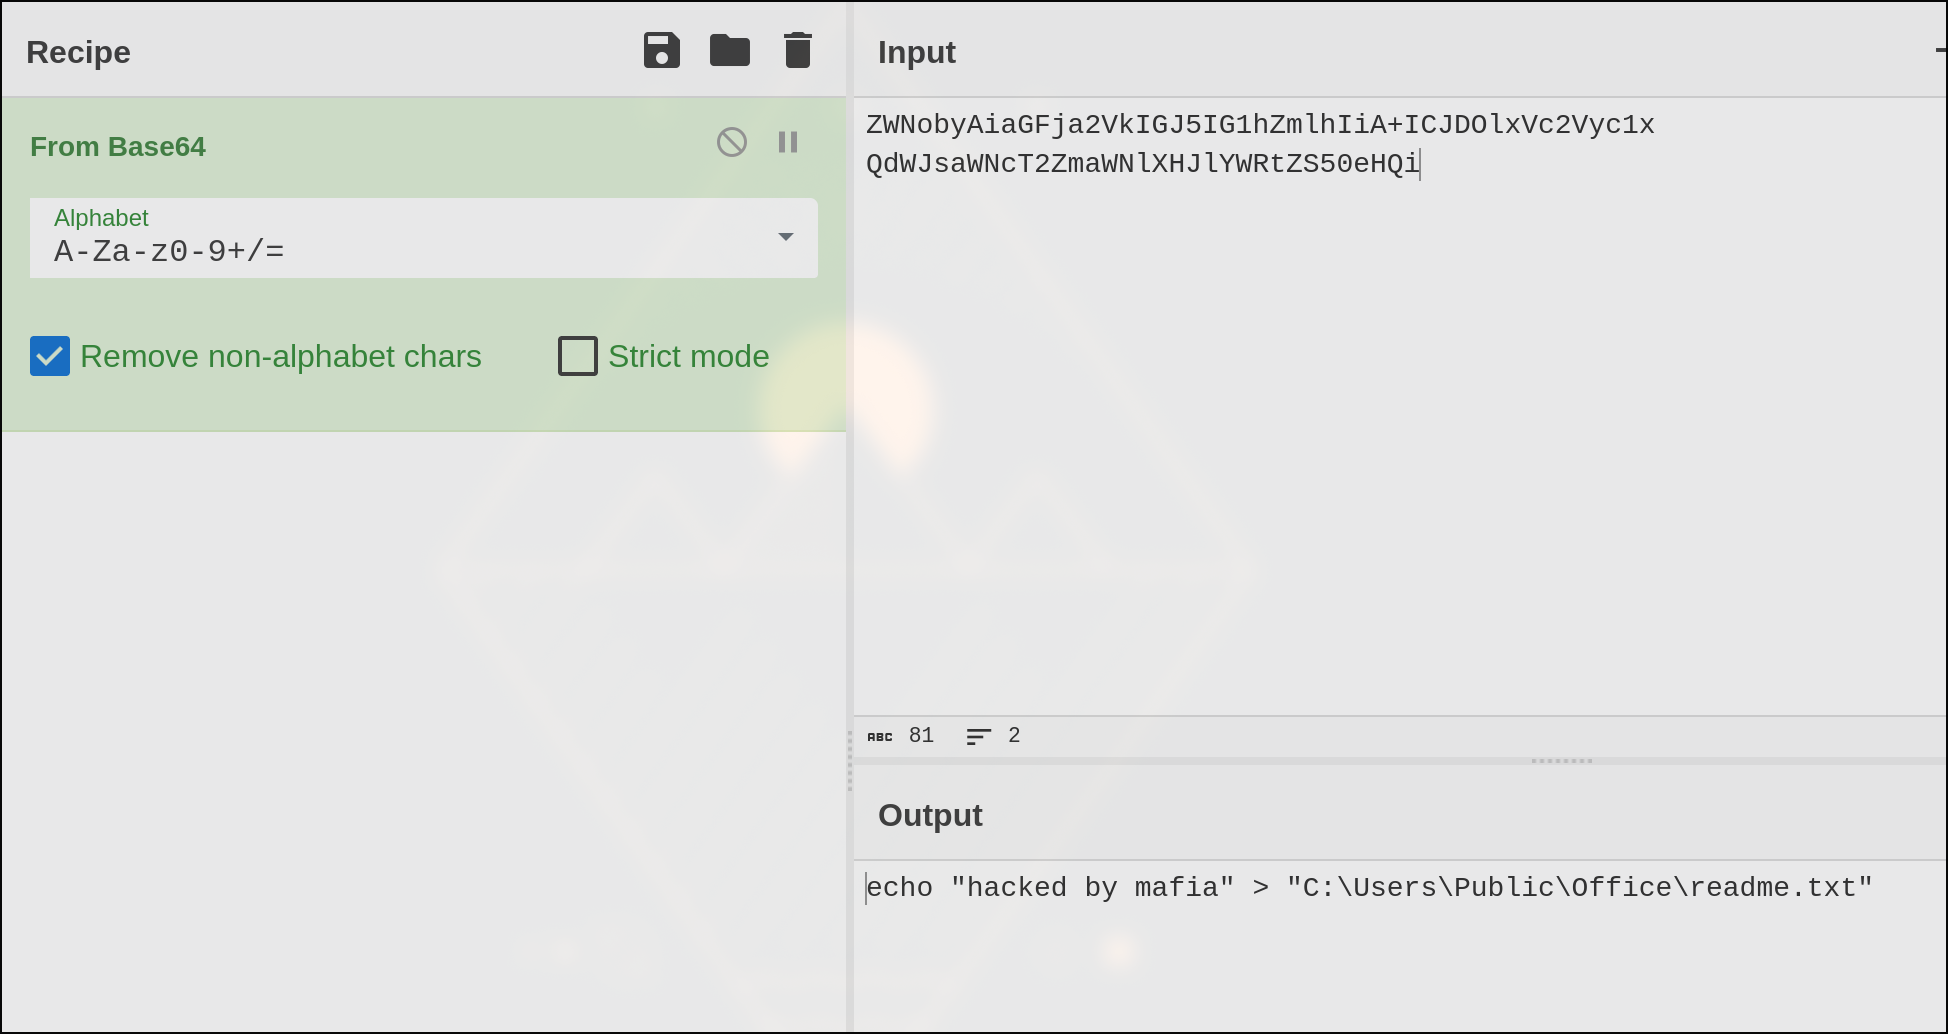 Recipe
From Base64
Alphabet
A-Za-z0-9+/=
Remove non-alphabet chars
Strict mode
Input
ZWNobyAiaGFja2VkIGJ5IG1hZmlhIiA+ICJDOlxVc2Vyc1x
QdWJsaWNcT2ZmaWNlXHJlYWRtZS50eHQi
ABC 81 2
Output
echo "hacked by mafia" > "C:\Users\Public\Office\readme.txt"